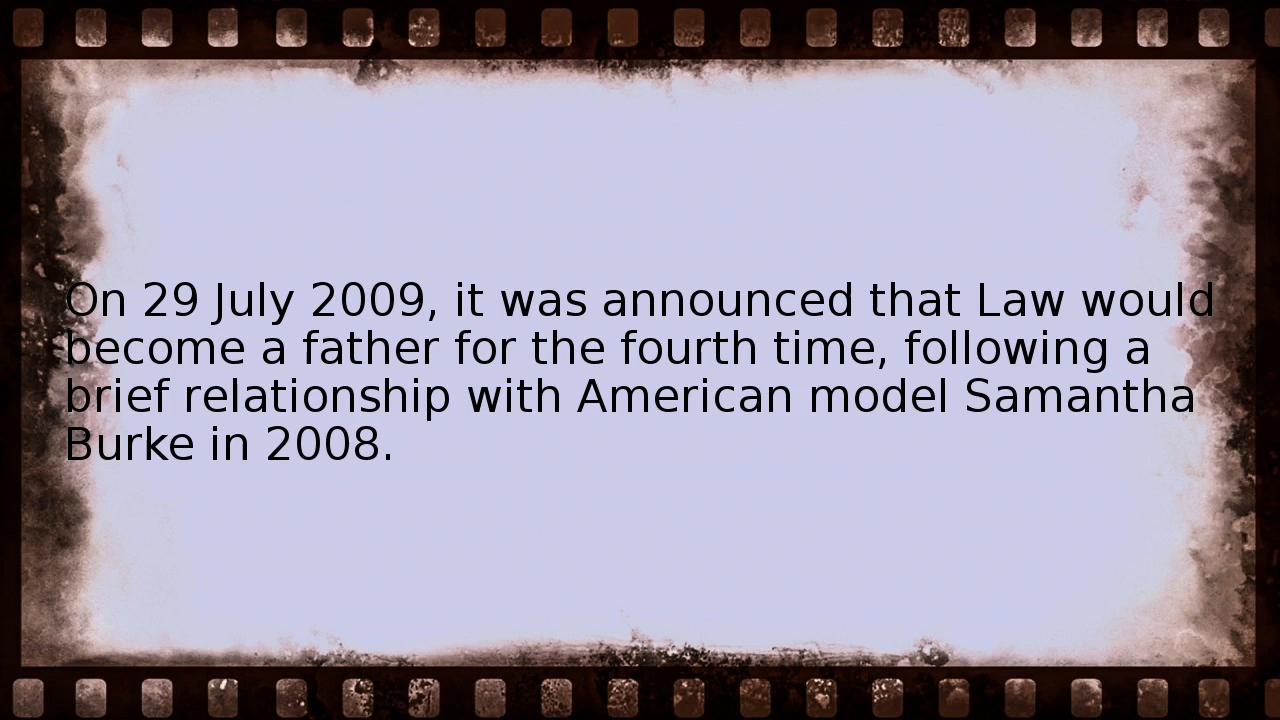 On 29 July 2009, it was announced that Law would
become a father for the fourth time, following a
brief relationship with American model Samantha
Burke in 2008.